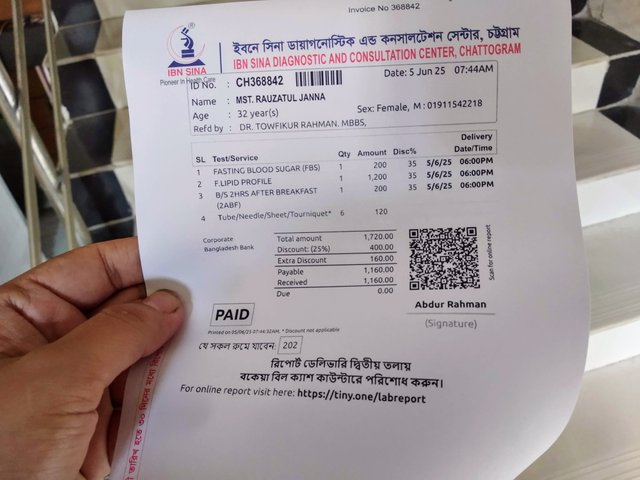 Invoice No 368842
ইবনে সিনা ডায়াগনোস্টিক এন্ড কনসালটেশন সেন্টার, চট্টগ্রাম
IBN SINA DIAGNOSTIC AND CONSULTATION CENTER, CHATTOGRAM
IBN SINA
Pioneer in Health Care
ID No. : CH368842 Date: 5 Jun 25 07:44AM
Name : MST. RAUZATUL JANNA
Age : 32 year(s) Sex: Female, M : 01911542218
Refd by : DR. TOWFIKUR RAHMAN. MBBS,
SL Test/Service Qty Amount Disc% Delivery Date/Time
1 FASTING BLOOD SUGAR (FBS) 1 200 35 5/6/25 06:00PM
2 F.LIPID PROFILE 1 1,200 35 5/6/25 06:00PM
3 B/S 2HRS AFTER BREAKFAST 1 200 35 5/6/25 06:00PM
(2ABF)
4 Tube/Needle/Sheet/Tourniquet* 6 120
Corporate
Bangladesh Bank
Total amount 1,720.00
Discount: (25%) 400.00
Extra Discount 160.00
Payable 1,160.00
Received 1,160.00
Due 0.00
Scan for online report
Abdur Rahman
(Signature)
PAID
Printed on 05/06/25 07:44:32AM, * Discount not applicable
যে সকল রুমে যাবেন: 202
রিপোর্ট ডেলিভারি দ্বিতীয় তলায়
বকেয়া বিল ক্যাশ কাউন্টারে পরিশোধ করুন।
For online report visit here: https://tiny.one/labreport
তারিখ হতে ৩০ দিনের মধ্যে